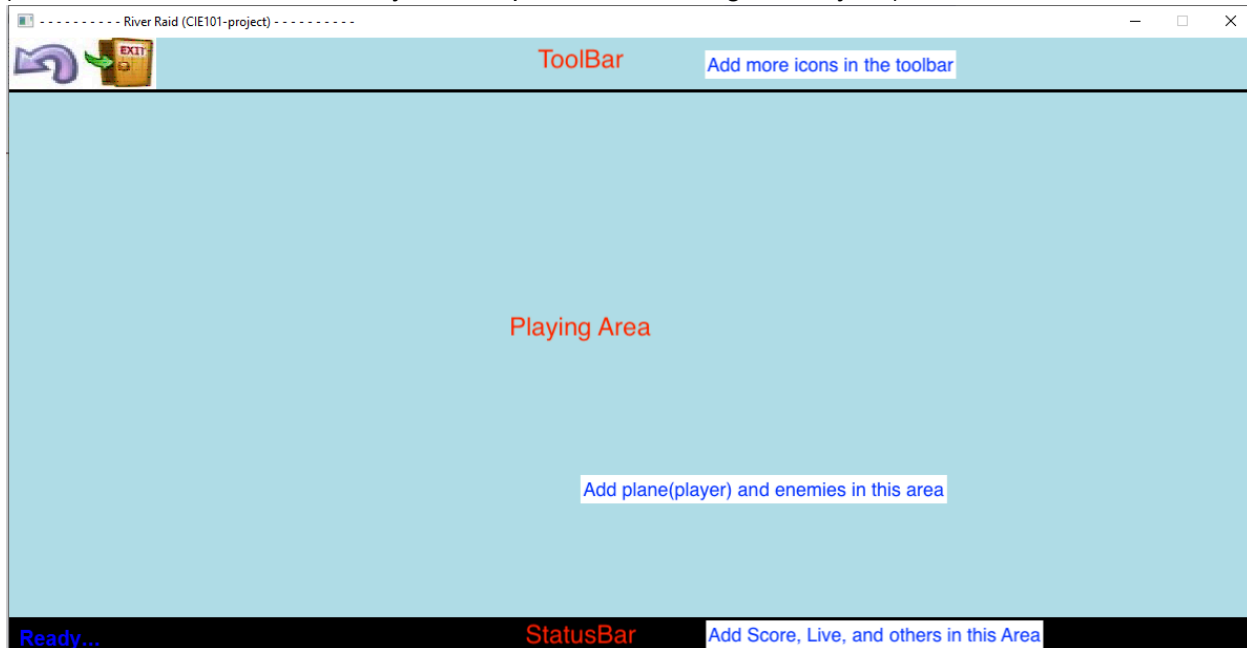 - - - - - - - - - - River Raid (CIE101-project) - - - - - - - - - -
EXIT
ToolBar
Add more icons in the toolbar
Playing Area
Add plane(player) and enemies in this area
Ready...
StatusBar
Add Score, Live, and others in this Area